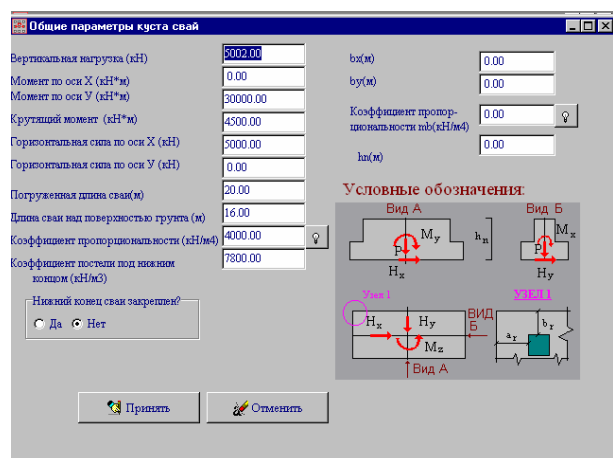 Общие параметры куста свай
Вертикальная нагрузка (кН)
5002.00
Момент по оси X (кН*м)
0.00
Момент по оси У (кН*м)
30000.00
Крутящий момент (кН*м)
4500.00
Горизонтальная сила по оси X (кН)
5000.00
Горизонтальная сила по оси У (кН)
0.00
Погруженная длина сваи(м)
20.00
Длина сваи над поверхностью грунта (м)
16.00
Коэффициент пропорциональности (кН/м4)
4000.00
Коэффициент постели под нижним
концом (кН/м3)
7800.00
Нижний конец сваи закреплен?
Да
Нет
bx(м)
0.00
by(м)
0.00
Коэффициент пропор-
циональности mb(кН/м4)
0.00
hn(м)
0.00
Условные обозначения:
Вид А
Вид Б
My
Mx
hn
P
P
Hx
Hy
Узел 1
УЗЕЛ 1
Hx
Hy
ВИД
Б
Mz
Вид А
ar
br
Принять
Отменить